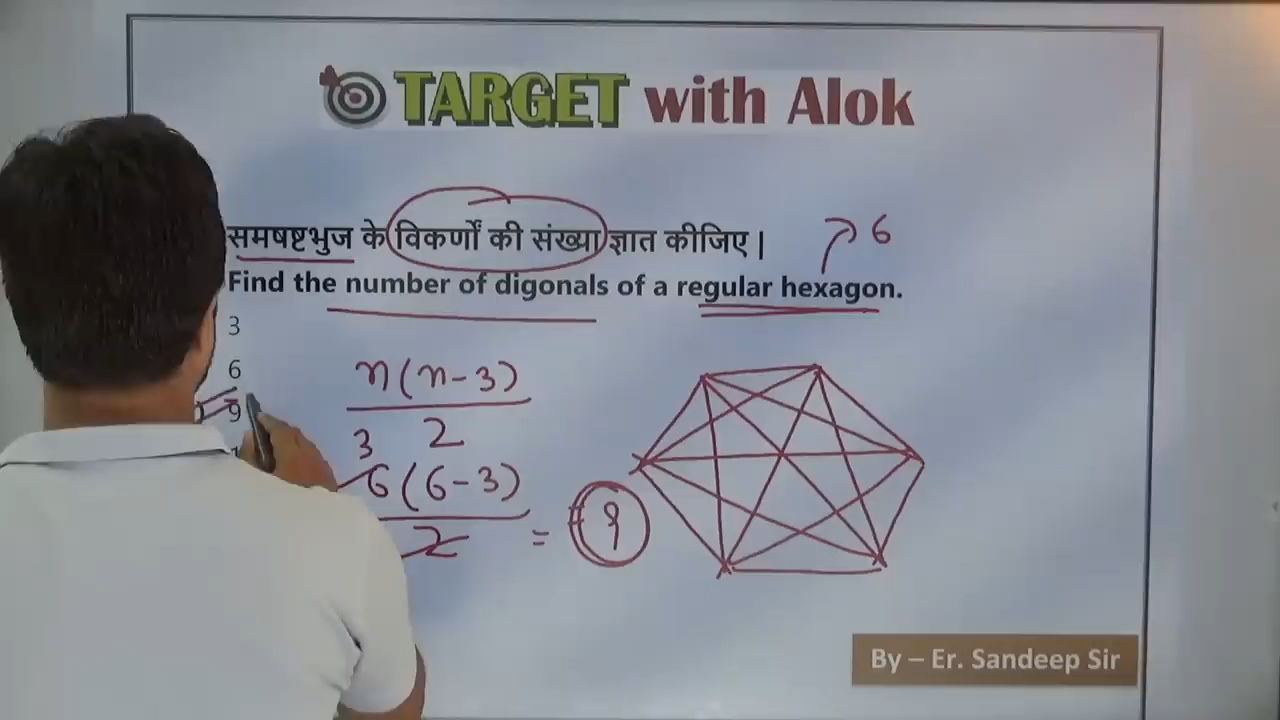 TARGET with Alok
समषष्टभुज के विकर्णों की संख्या ज्ञात कीजिए |
6
Find the number of digonals of a regular hexagon.
3
6
9
n(n-3)
2
3
6(6-3)
2
= 9
By – Er. Sandeep Sir